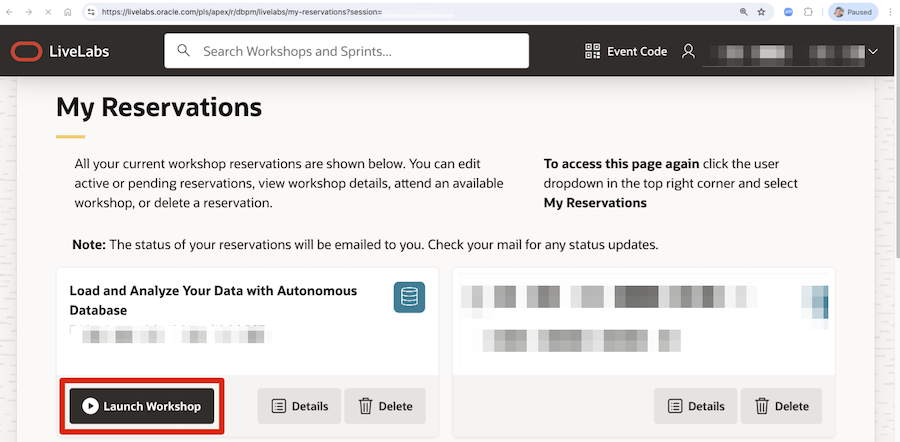 https://livelabs.oracle.com/pls/apex/r/dbpm/livelabs/my-reservations?session=
Paused
LiveLabs
Search Workshops and Sprints...
Event Code
My Reservations
All your current workshop reservations are shown below. You can edit
active or pending reservations, view workshop details, attend an available
workshop, or delete a reservation.
To access this page again click the user
dropdown in the top right corner and select
My Reservations
Note: The status of your reservations will be emailed to you. Check your mail for any status updates.
Load and Analyze Your Data with Autonomous
Database
Launch Workshop
Details
Delete
Details
Delete